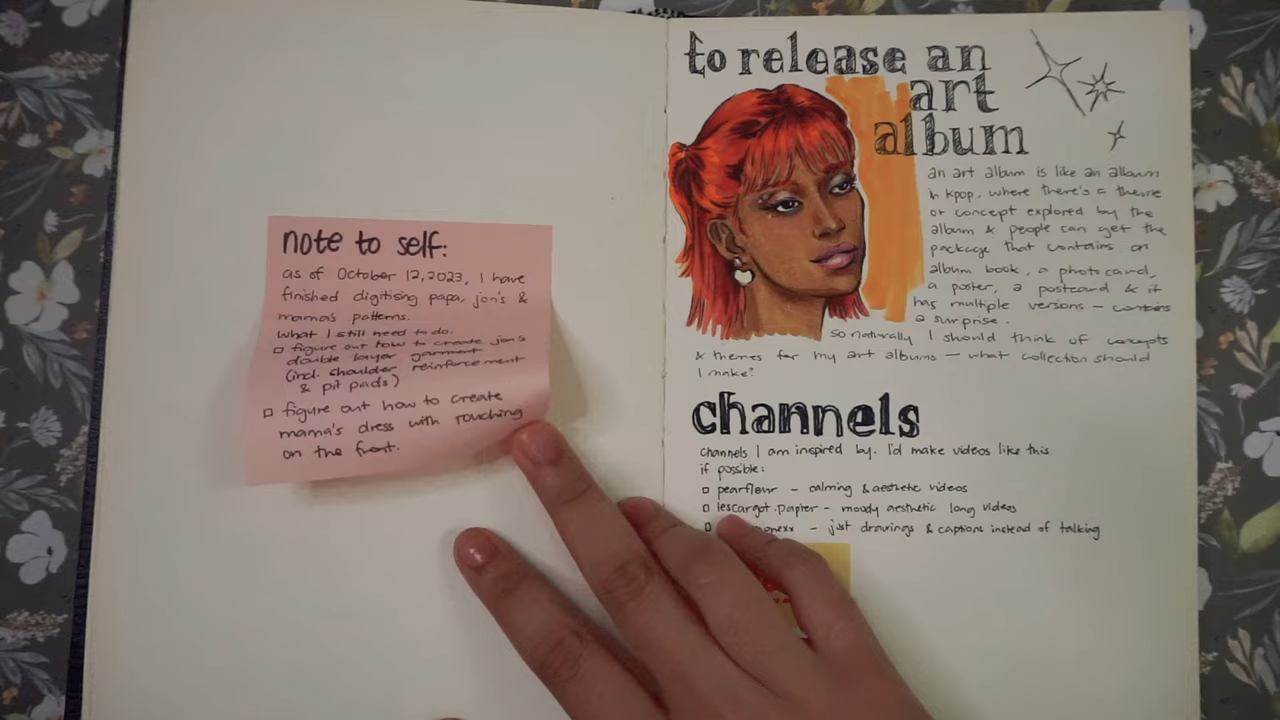 note to self:
as of October 12, 2023, I have
finished digitising papa, jon's &
mama's patterns.
What I still need to do:
□ figure out how to create jon's
double layer garment
(incl. shoulder reinforcement
& pit pads)
□ figure out how to create
mama's dress with rouching
on the front.
to release an
art
album
an art album is like an album
in kpop, where there's a theme
or concept explored by the
album & people can get the
package that contains an
album book, a photocard,
a poster, a postcard & it
has multiple versions — contains
a surprise.
So naturally I should think of concepts
& themes for my art albums — what collection should
I make?
channels
Channels I am inspired by. I'd make videos like this
if possible:
□ pearfleur – calming & aesthetic videos
□ lescargot.papier – moody aesthetic long videos
– just drawings & captions instead of talking